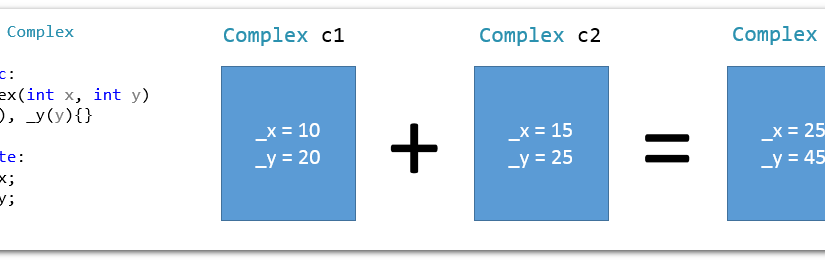 Complex
c:
ex(int x, int y)
), _y(y){}
te:
x;
y;
Complex c1
_x = 10
_y = 20
+
Complex c2
_x = 15
_y = 25
=
Complex
_x = 25
_y = 45